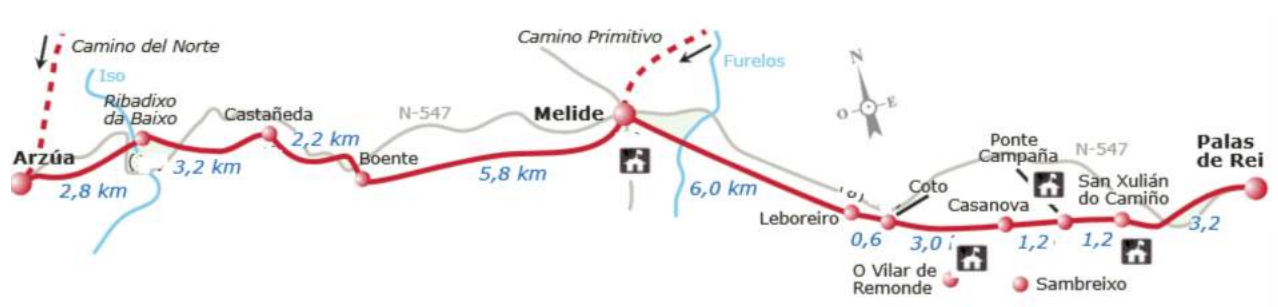 Camino del Norte
Iso
Ribadixo
da Baixo
Castañeda
Arzúa
2,8 km
3,2 km
2,2 km
Boente
N-547
5,8 km
Camino Primitivo
Melide
Furelos
6,0 km
N
O
E
Leboreiro
0,6
Coto
3,0
Casanova
O Vilar de
Remonde
1,2
Ponte
Campaña
N-547
1,2
San Xulián
do Camiño
Sambreixo
3,2
Palas
de Rei